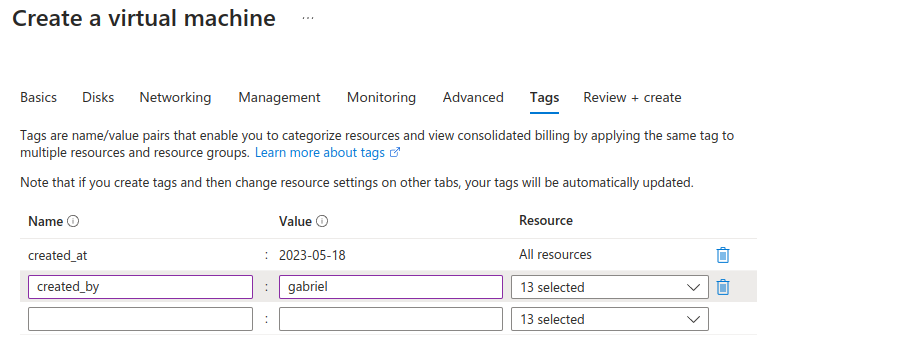 Create a virtual machine ...
Basics Disks Networking Management Monitoring Advanced Tags Review + create
Tags are name/value pairs that enable you to categorize resources and view consolidated billing by applying the same tag to
multiple resources and resource groups. Learn more about tags
Note that if you create tags and then change resource settings on other tabs, your tags will be automatically updated.
Name Value Resource
created_at : 2023-05-18 All resources
created_by : gabriel 13 selected
: 13 selected